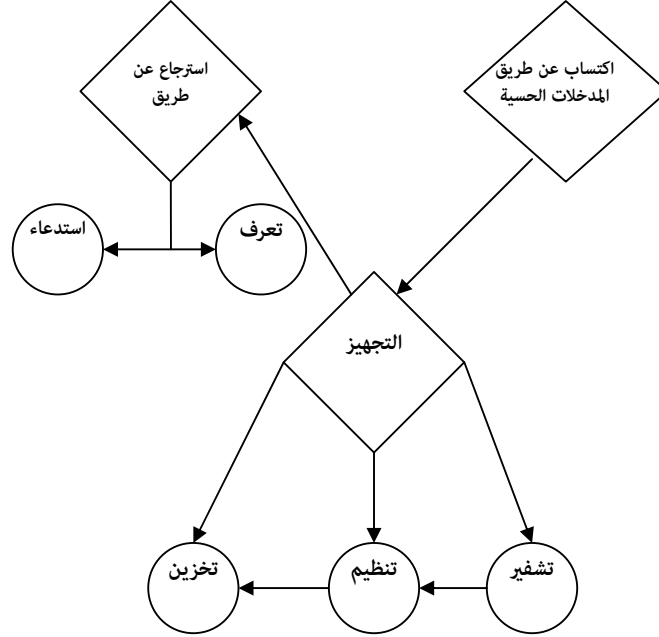 اكتساب عن طريق
المدخلات الحسية
استرجاع عن
طريق
تعرف
استدعاء
التجهيز
تشفير
تنظيم
تخزين